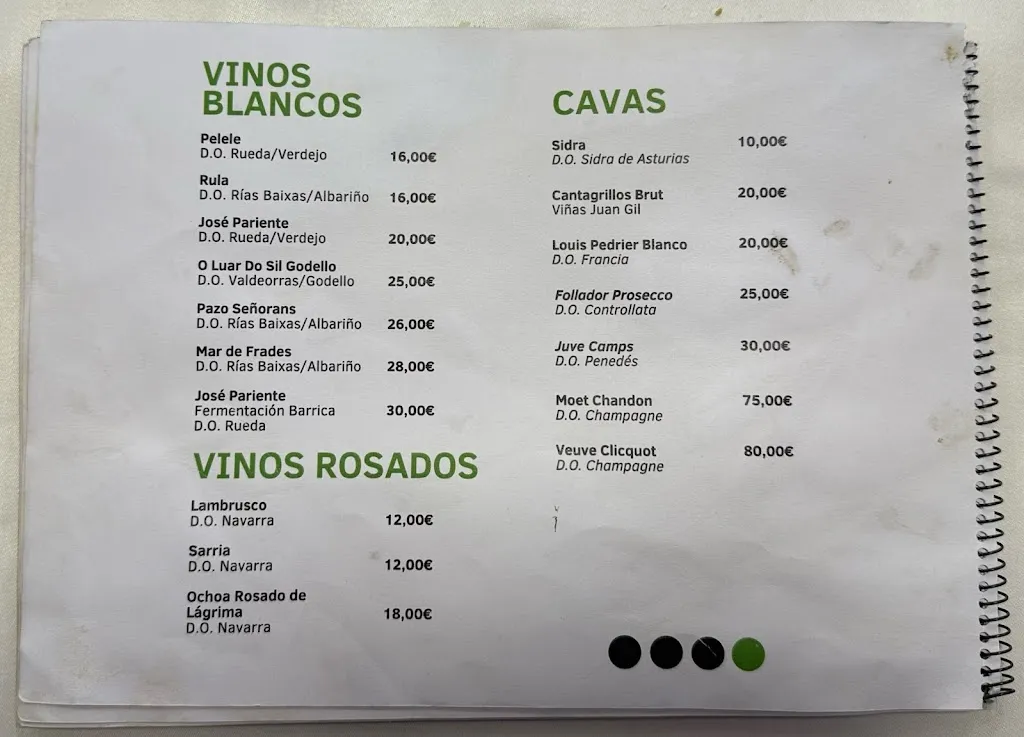 VINOS
BLANCOS
Pelele
D.O. Rueda/Verdejo 16,00€
Rula
D.O. Rías Baixas/Albariño 16,00€
José Pariente
D.O. Rueda/Verdejo 20,00€
O Luar Do Sil Godello
D.O. Valdeorras/Godello 25,00€
Pazo Señorans
D.O. Rías Baixas/Albariño 26,00€
Mar de Frades
D.O. Rías Baixas/Albariño 28,00€
José Pariente
Fermentación Barrica 30,00€
D.O. Rueda
VINOS ROSADOS
Lambrusco
D.O. Navarra 12,00€
Sarria
D.O. Navarra 12,00€
Ochoa Rosado de
Lágrima 18,00€
D.O. Navarra
CAVAS
Sidra 10,00€
D.O. Sidra de Asturias
Cantagrillos Brut 20,00€
Viñas Juan Gil
Louis Pedrier Blanco 20,00€
D.O. Francia
Follador Prosecco 25,00€
D.O. Controllata
Juve Camps 30,00€
D.O. Penedés
Moet Chandon 75,00€
D.O. Champagne
Veuve Clicquot 80,00€
D.O. Champagne